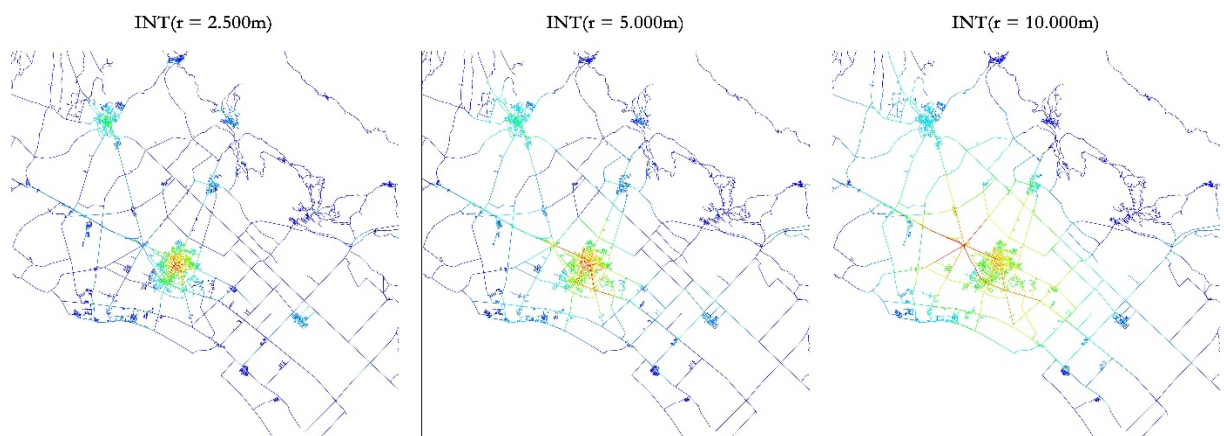 INT(r = 2.500m)
INT(r = 5.000m)
INT(r = 10.000m)